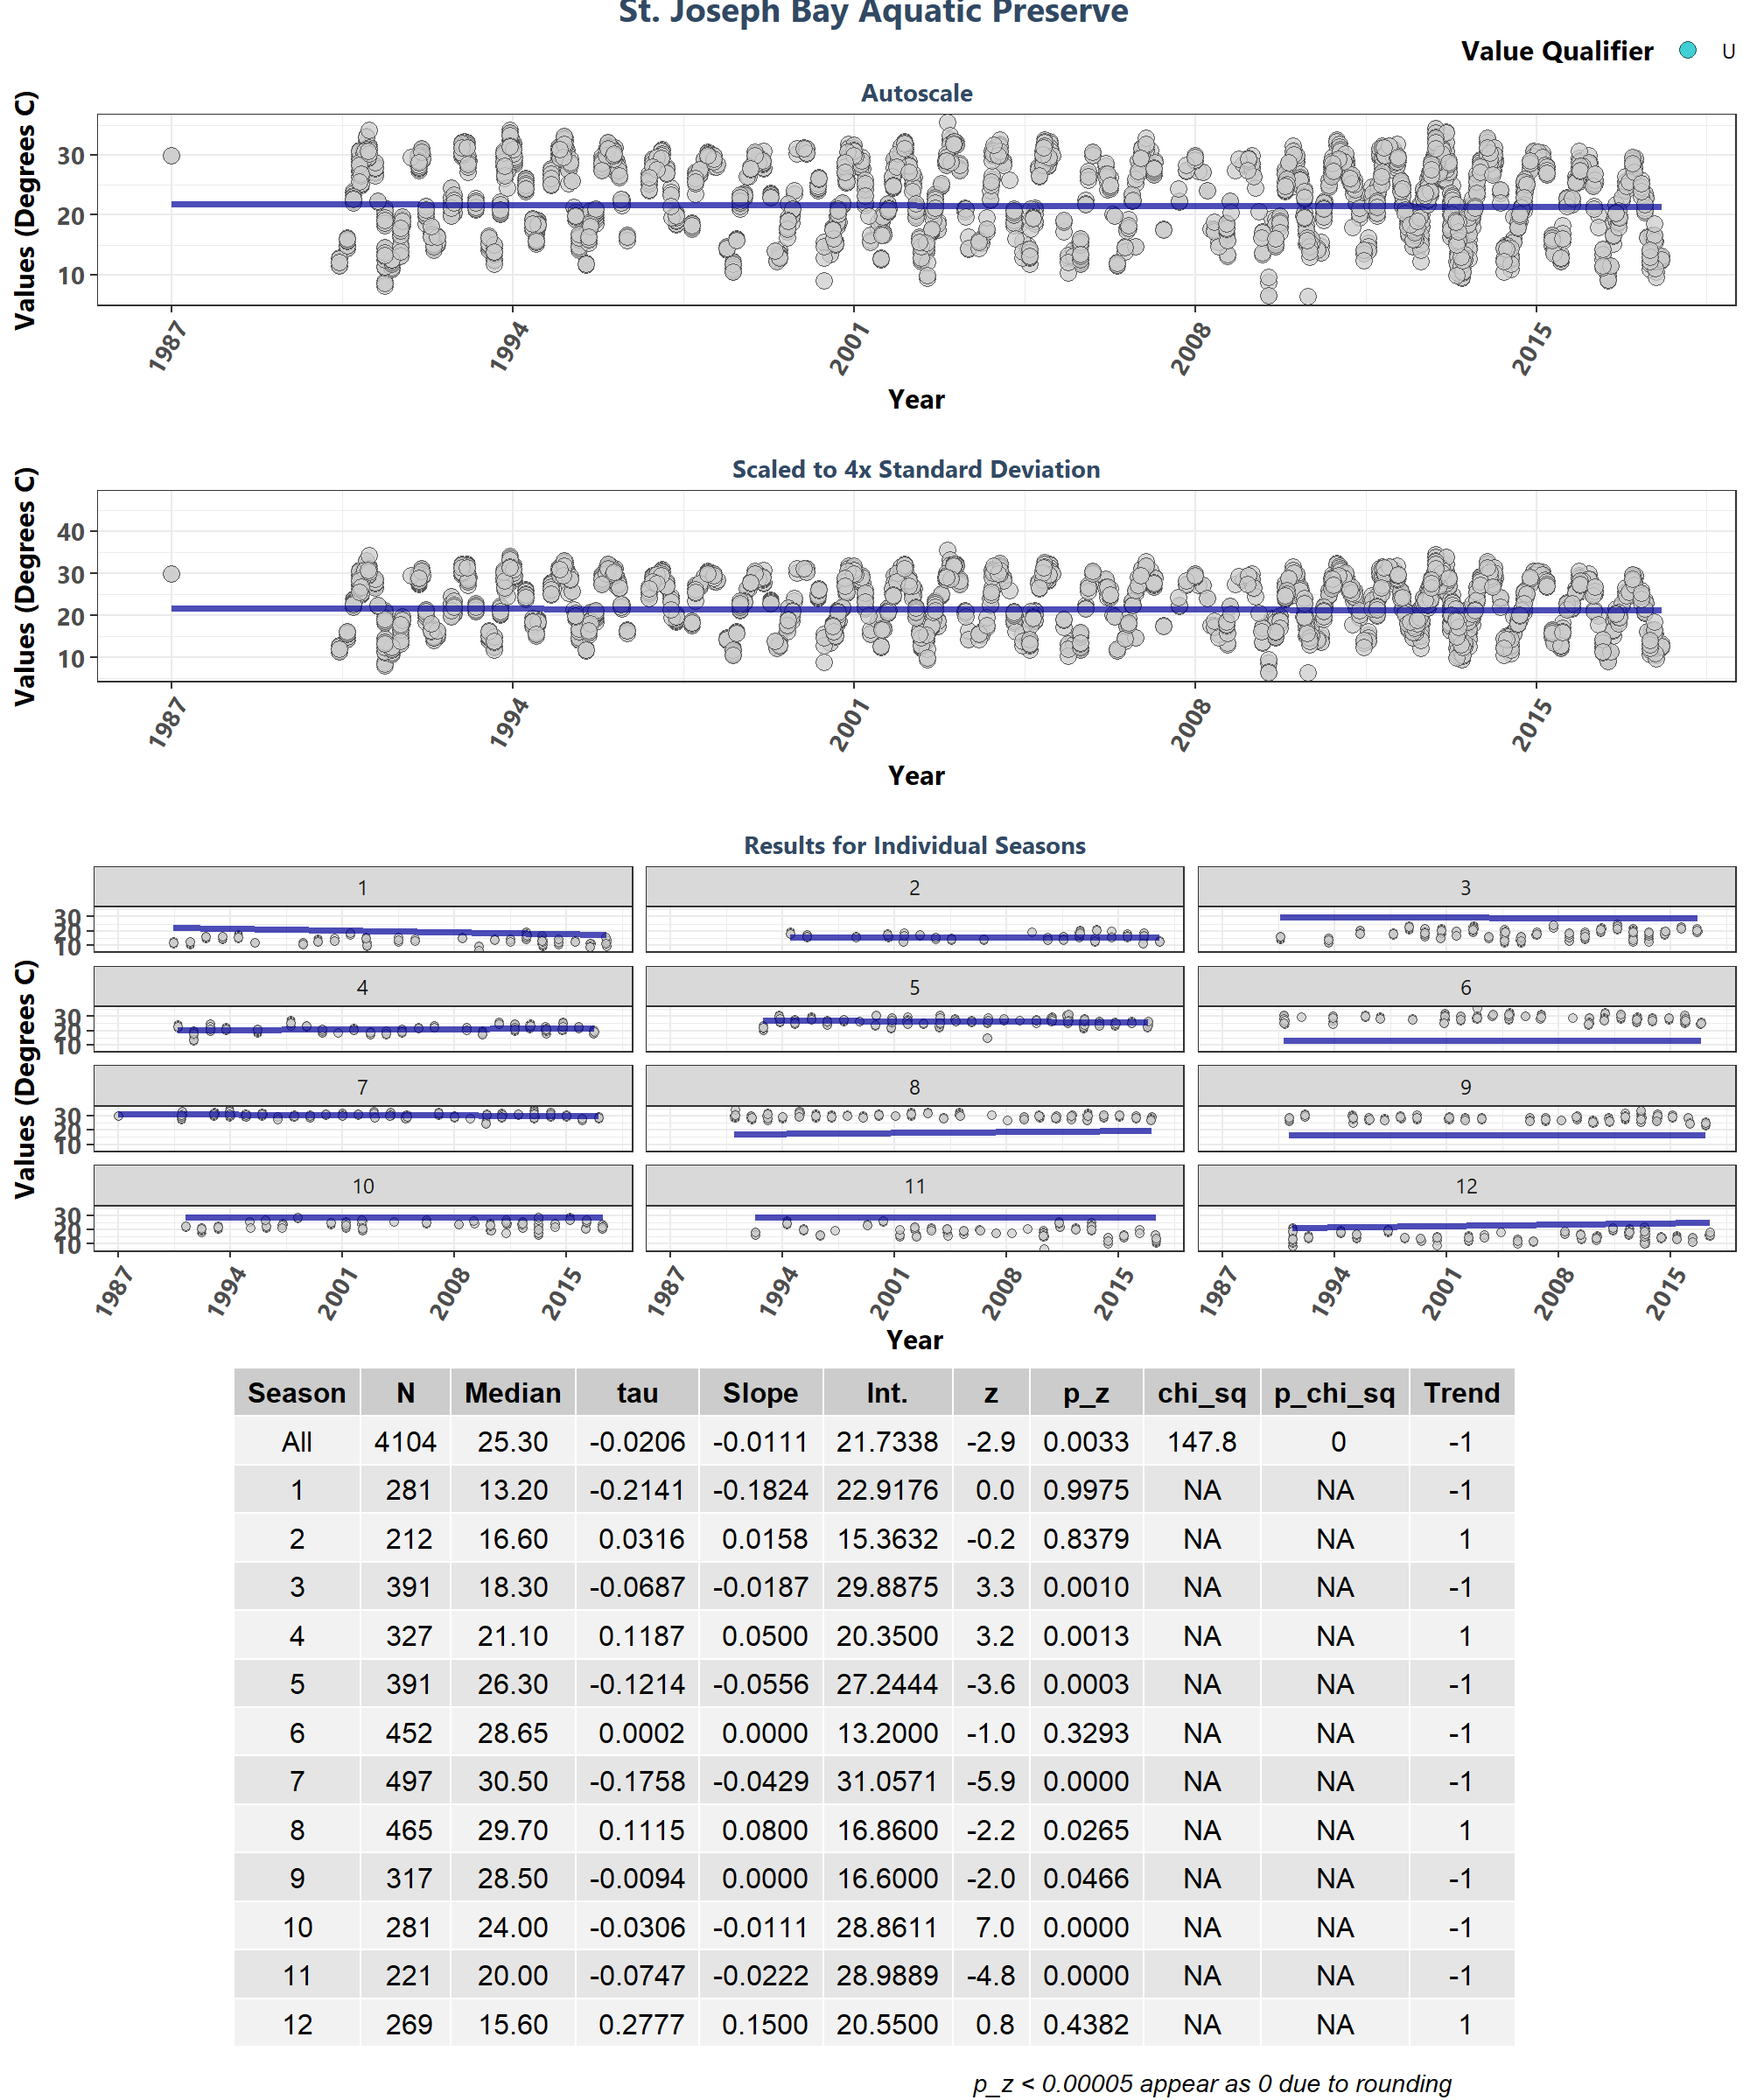 St. Joseph Bay Aquatic Preserve
Value Qualifier U
Autoscale
Values (Degrees C)
30
20
10
1987 1994 2001 2008 2015
Year
Scaled to 4x Standard Deviation
Values (Degrees C)
40
30
20
10
1987 1994 2001 2008 2015
Year
Results for Individual Seasons
Values (Degrees C)
1 2 3
30
20
10
4 5 6
30
20
10
7 8 9
30
20
10
10 11 12
30
20
10
1987 1994 2001 2008 2015 1987 1994 2001 2008 2015 1987 1994 2001 2008 2015
Year
Season N Median tau Slope Int. z p_z chi_sq p_chi_sq Trend
All 4104 25.30 -0.0206 -0.0111 21.7338 -2.9 0.0033 147.8 0 -1
1 281 13.20 -0.2141 -0.1824 22.9176 0.0 0.9975 NA NA -1
2 212 16.60 0.0316 0.0158 15.3632 -0.2 0.8379 NA NA 1
3 391 18.30 -0.0687 -0.0187 29.8875 3.3 0.0010 NA NA -1
4 327 21.10 0.1187 0.0500 20.3500 3.2 0.0013 NA NA 1
5 391 26.30 -0.1214 -0.0556 27.2444 -3.6 0.0003 NA NA -1
6 452 28.65 0.0002 0.0000 13.2000 -1.0 0.3293 NA NA -1
7 497 30.50 -0.1758 -0.0429 31.0571 -5.9 0.0000 NA NA -1
8 465 29.70 0.1115 0.0800 16.8600 -2.2 0.0265 NA NA 1
9 317 28.50 -0.0094 0.0000 16.6000 -2.0 0.0466 NA NA -1
10 281 24.00 -0.0306 -0.0111 28.8611 7.0 0.0000 NA NA -1
11 221 20.00 -0.0747 -0.0222 28.9889 -4.8 0.0000 NA NA -1
12 269 15.60 0.2777 0.1500 20.5500 0.8 0.4382 NA NA 1
p_z < 0.00005 appear as 0 due to rounding